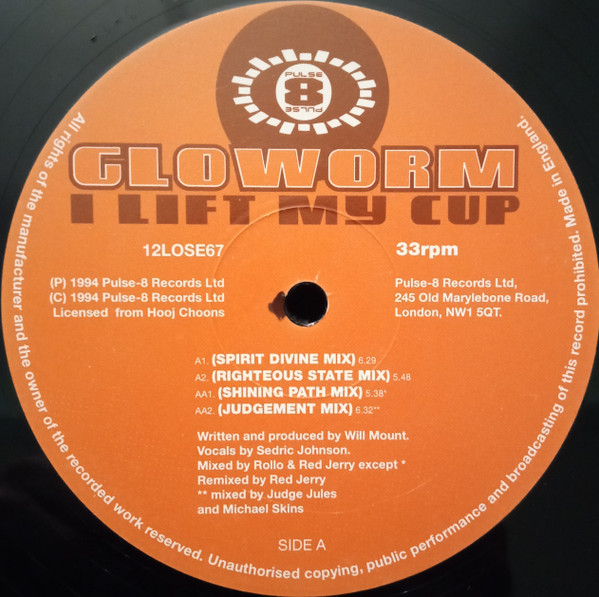 PULSE
8
PULSE
GLOWORM
I LIFT MY CUP
12LOSE67
33rpm
(P) 1994 Pulse-8 Records Ltd
(C) 1994 Pulse-8 Records Ltd
Licensed from Hooj Choons
Pulse-8 Records Ltd,
245 Old Marylebone Road,
London, NW1 5QT.
A1. (SPIRIT DIVINE MIX) 6.29
A2. (RIGHTEOUS STATE MIX) 5.48
AA1. (SHINING PATH MIX) 5.38*
AA2. (JUDGEMENT MIX) 6.32**
Written and produced by Will Mount.
Vocals by Sedric Johnson.
Mixed by Rollo & Red Jerry except *
Remixed by Red Jerry
** mixed by Judge Jules
and Michael Skins
SIDE A
All rights of the manufacturer and the owner of the recorded work reserved. Unauthorised copying, public performance and broadcasting of this record prohibited. Made in England.